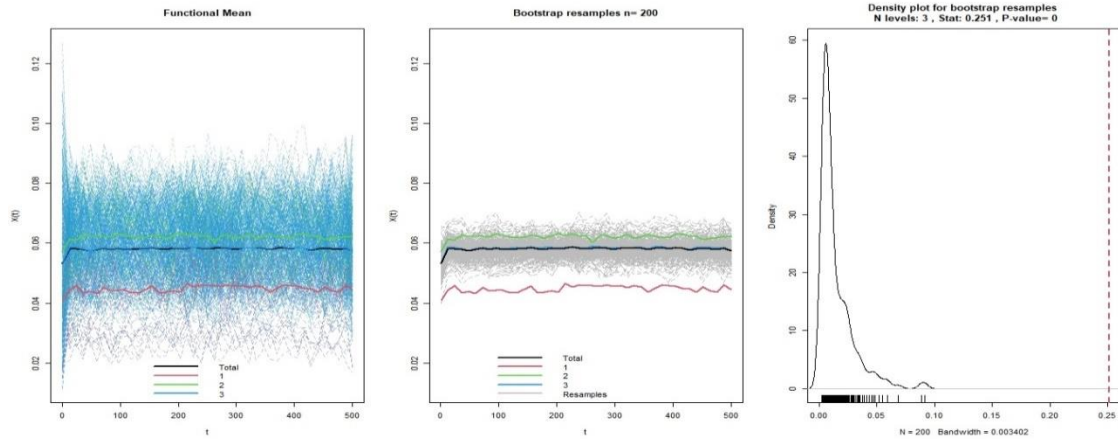 Functional Mean
X(t)
0.02
0.04
0.06
0.08
0.10
0.12
Total
1
2
3
0 100 200 300 400 500
t
Bootstrap resamples n= 200
X(t)
0.02
0.04
0.06
0.08
0.10
0.12
Total
1
2
3
Resamples
0 100 200 300 400 500
t
Density plot for bootstrap resamples
N levels: 3 , Stat: 0.251 , P-value= 0
Density
0
10
20
30
40
50
60
0.00 0.05 0.10 0.15 0.20 0.25
N = 200 Bandwidth = 0.003402